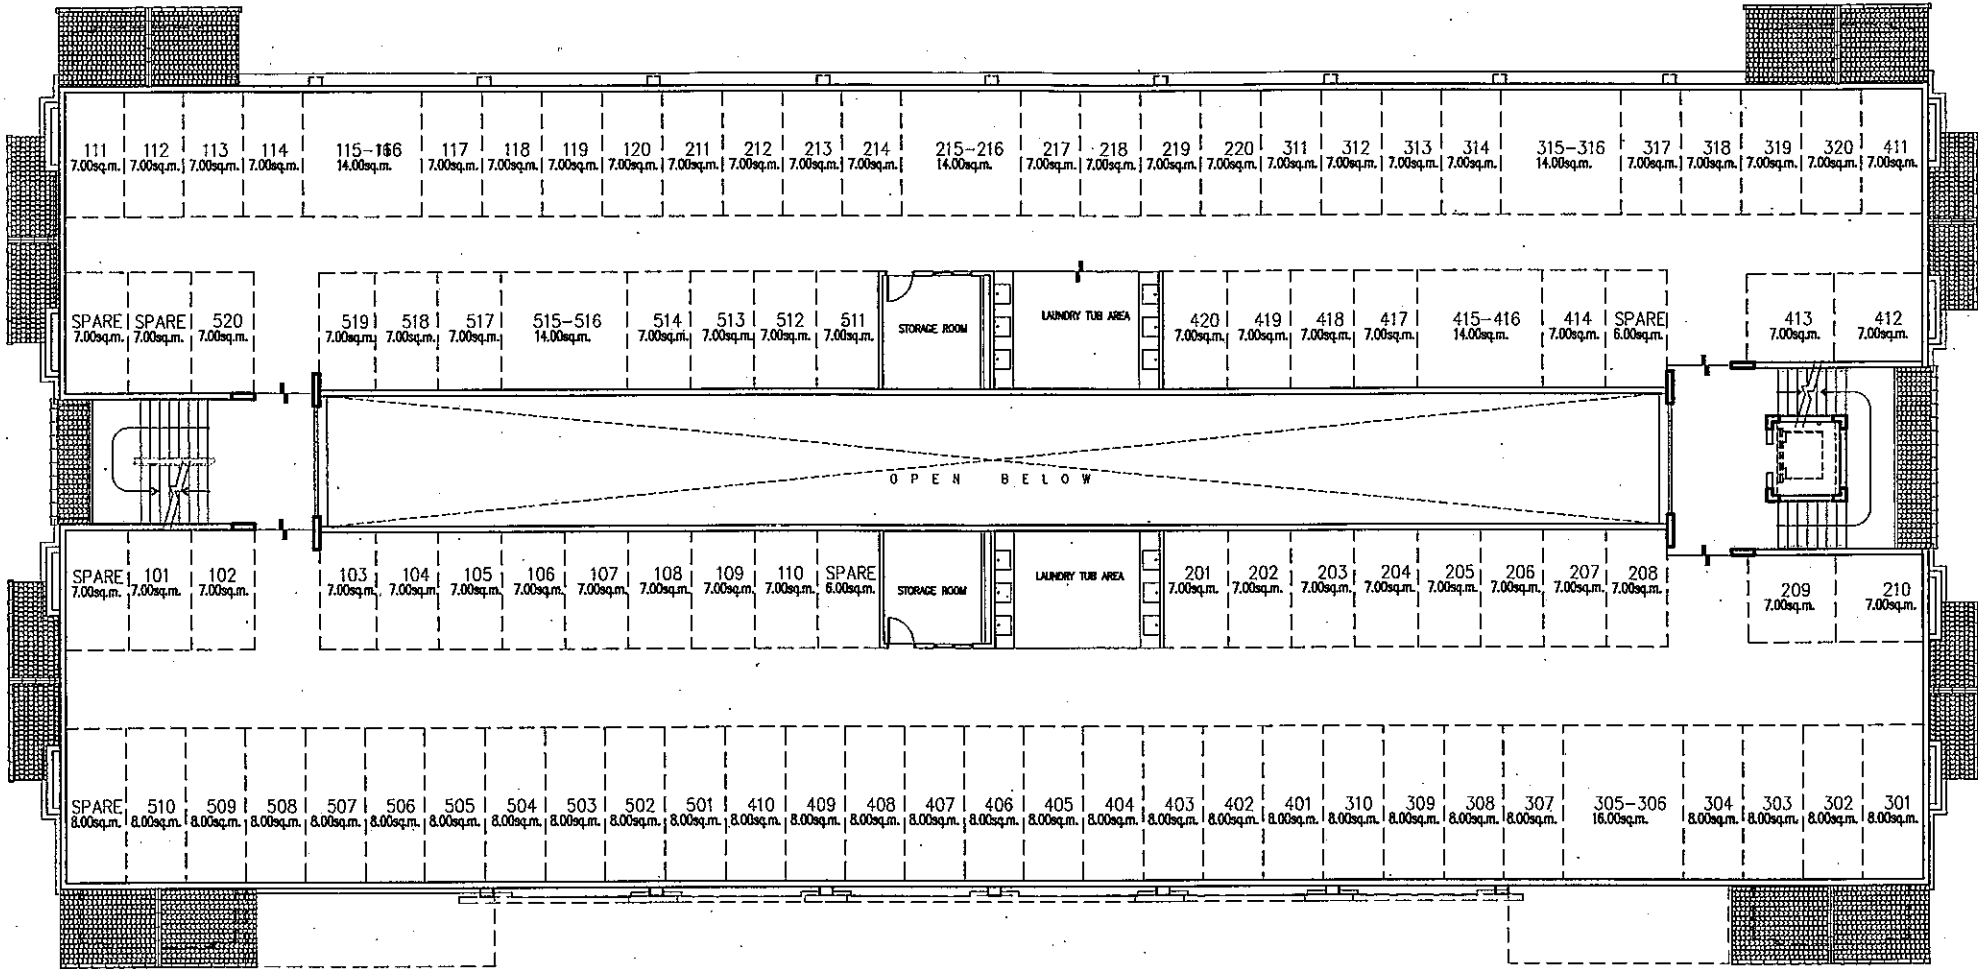 111 112 113 114 115-116 117 118 119 120 211 212 213 214 215-216 217 218 219 220 311 312 313 314 315-316 317 318 319 320 411
7.00sq.m. 7.00sq.m. 7.00sq.m. 7.00sq.m. 14.00sq.m. 7.00sq.m. 7.00sq.m. 7.00sq.m. 7.00sq.m. 7.00sq.m. 7.00sq.m. 7.00sq.m. 7.00sq.m. 14.00sq.m. 7.00sq.m. 7.00sq.m. 7.00sq.m. 7.00sq.m. 7.00sq.m. 7.00sq.m. 7.00sq.m. 7.00sq.m. 14.00sq.m. 7.00sq.m. 7.00sq.m. 7.00sq.m. 7.00sq.m. 7.00sq.m.
SPARE SPARE 520 519 518 517 515-516 514 513 512 511 STORAGE ROOM LAUNDRY TUB AREA 420 419 418 417 415-416 414 SPARE 413 412
7.00sq.m. 7.00sq.m. 7.00sq.m. 7.00sq.m. 7.00sq.m. 7.00sq.m. 14.00sq.m. 7.00sq.m. 7.00sq.m. 7.00sq.m. 7.00sq.m. 7.00sq.m. 7.00sq.m. 7.00sq.m. 7.00sq.m. 14.00sq.m. 7.00sq.m. 6.00sq.m. 7.00sq.m. 7.00sq.m.
OPEN BELOW
SPARE 101 102 103 104 105 106 107 108 109 110 SPARE STORAGE ROOM LAUNDRY TUB AREA 201 202 203 204 205 206 207 208 209 210
7.00sq.m. 7.00sq.m. 7.00sq.m. 7.00sq.m. 7.00sq.m. 7.00sq.m. 7.00sq.m. 7.00sq.m. 7.00sq.m. 7.00sq.m. 7.00sq.m. 6.00sq.m. 7.00sq.m. 7.00sq.m. 7.00sq.m. 7.00sq.m. 7.00sq.m. 7.00sq.m. 7.00sq.m. 7.00sq.m. 7.00sq.m. 7.00sq.m.
SPARE 510 509 508 507 506 505 504 503 502 501 410 409 408 407 406 405 404 403 402 401 310 309 308 307 305-306 304 303 302 301
8.00sq.m. 8.00sq.m. 8.00sq.m. 8.00sq.m. 8.00sq.m. 8.00sq.m. 8.00sq.m. 8.00sq.m. 8.00sq.m. 8.00sq.m. 8.00sq.m. 8.00sq.m. 8.00sq.m. 8.00sq.m. 8.00sq.m. 8.00sq.m. 8.00sq.m. 8.00sq.m. 8.00sq.m. 8.00sq.m. 8.00sq.m. 8.00sq.m. 8.00sq.m. 8.00sq.m. 8.00sq.m. 16.00sq.m. 8.00sq.m. 8.00sq.m. 8.00sq.m. 8.00sq.m.